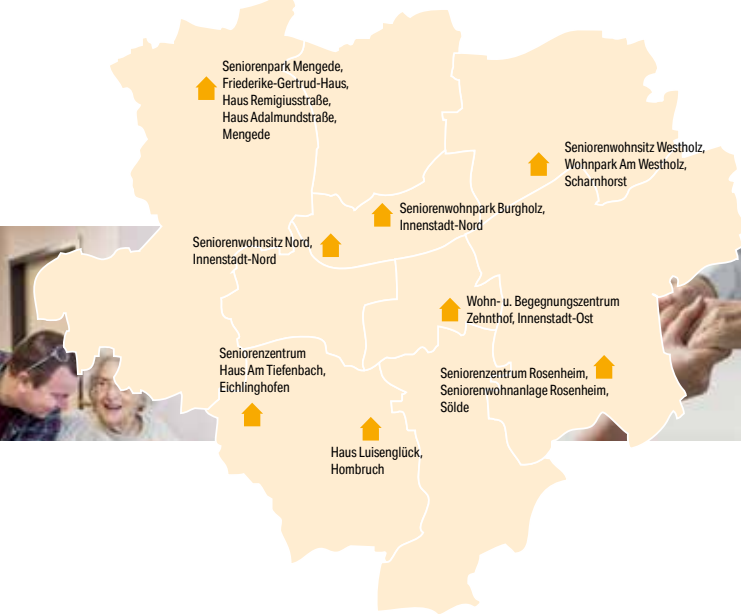 Seniorenpark Mengede,
Friederike-Gertrud-Haus,
Haus Remigiusstraße,
Haus Adalmundstraße,
Mengede
Seniorenwohnsitz Westholz,
Wohnpark Am Westholz,
Scharnhorst
Seniorenwohnpark Burgholz,
Innenstadt-Nord
Seniorenwohnsitz Nord,
Innenstadt-Nord
Wohn- u. Begegnungszentrum
Zehnthof, Innenstadt-Ost
Seniorenzentrum
Haus Am Tiefenbach,
Eichlinghofen
Seniorenzentrum Rosenheim,
Seniorenwohnanlage Rosenheim,
Sölde
Haus Luisenglück,
Hombruch